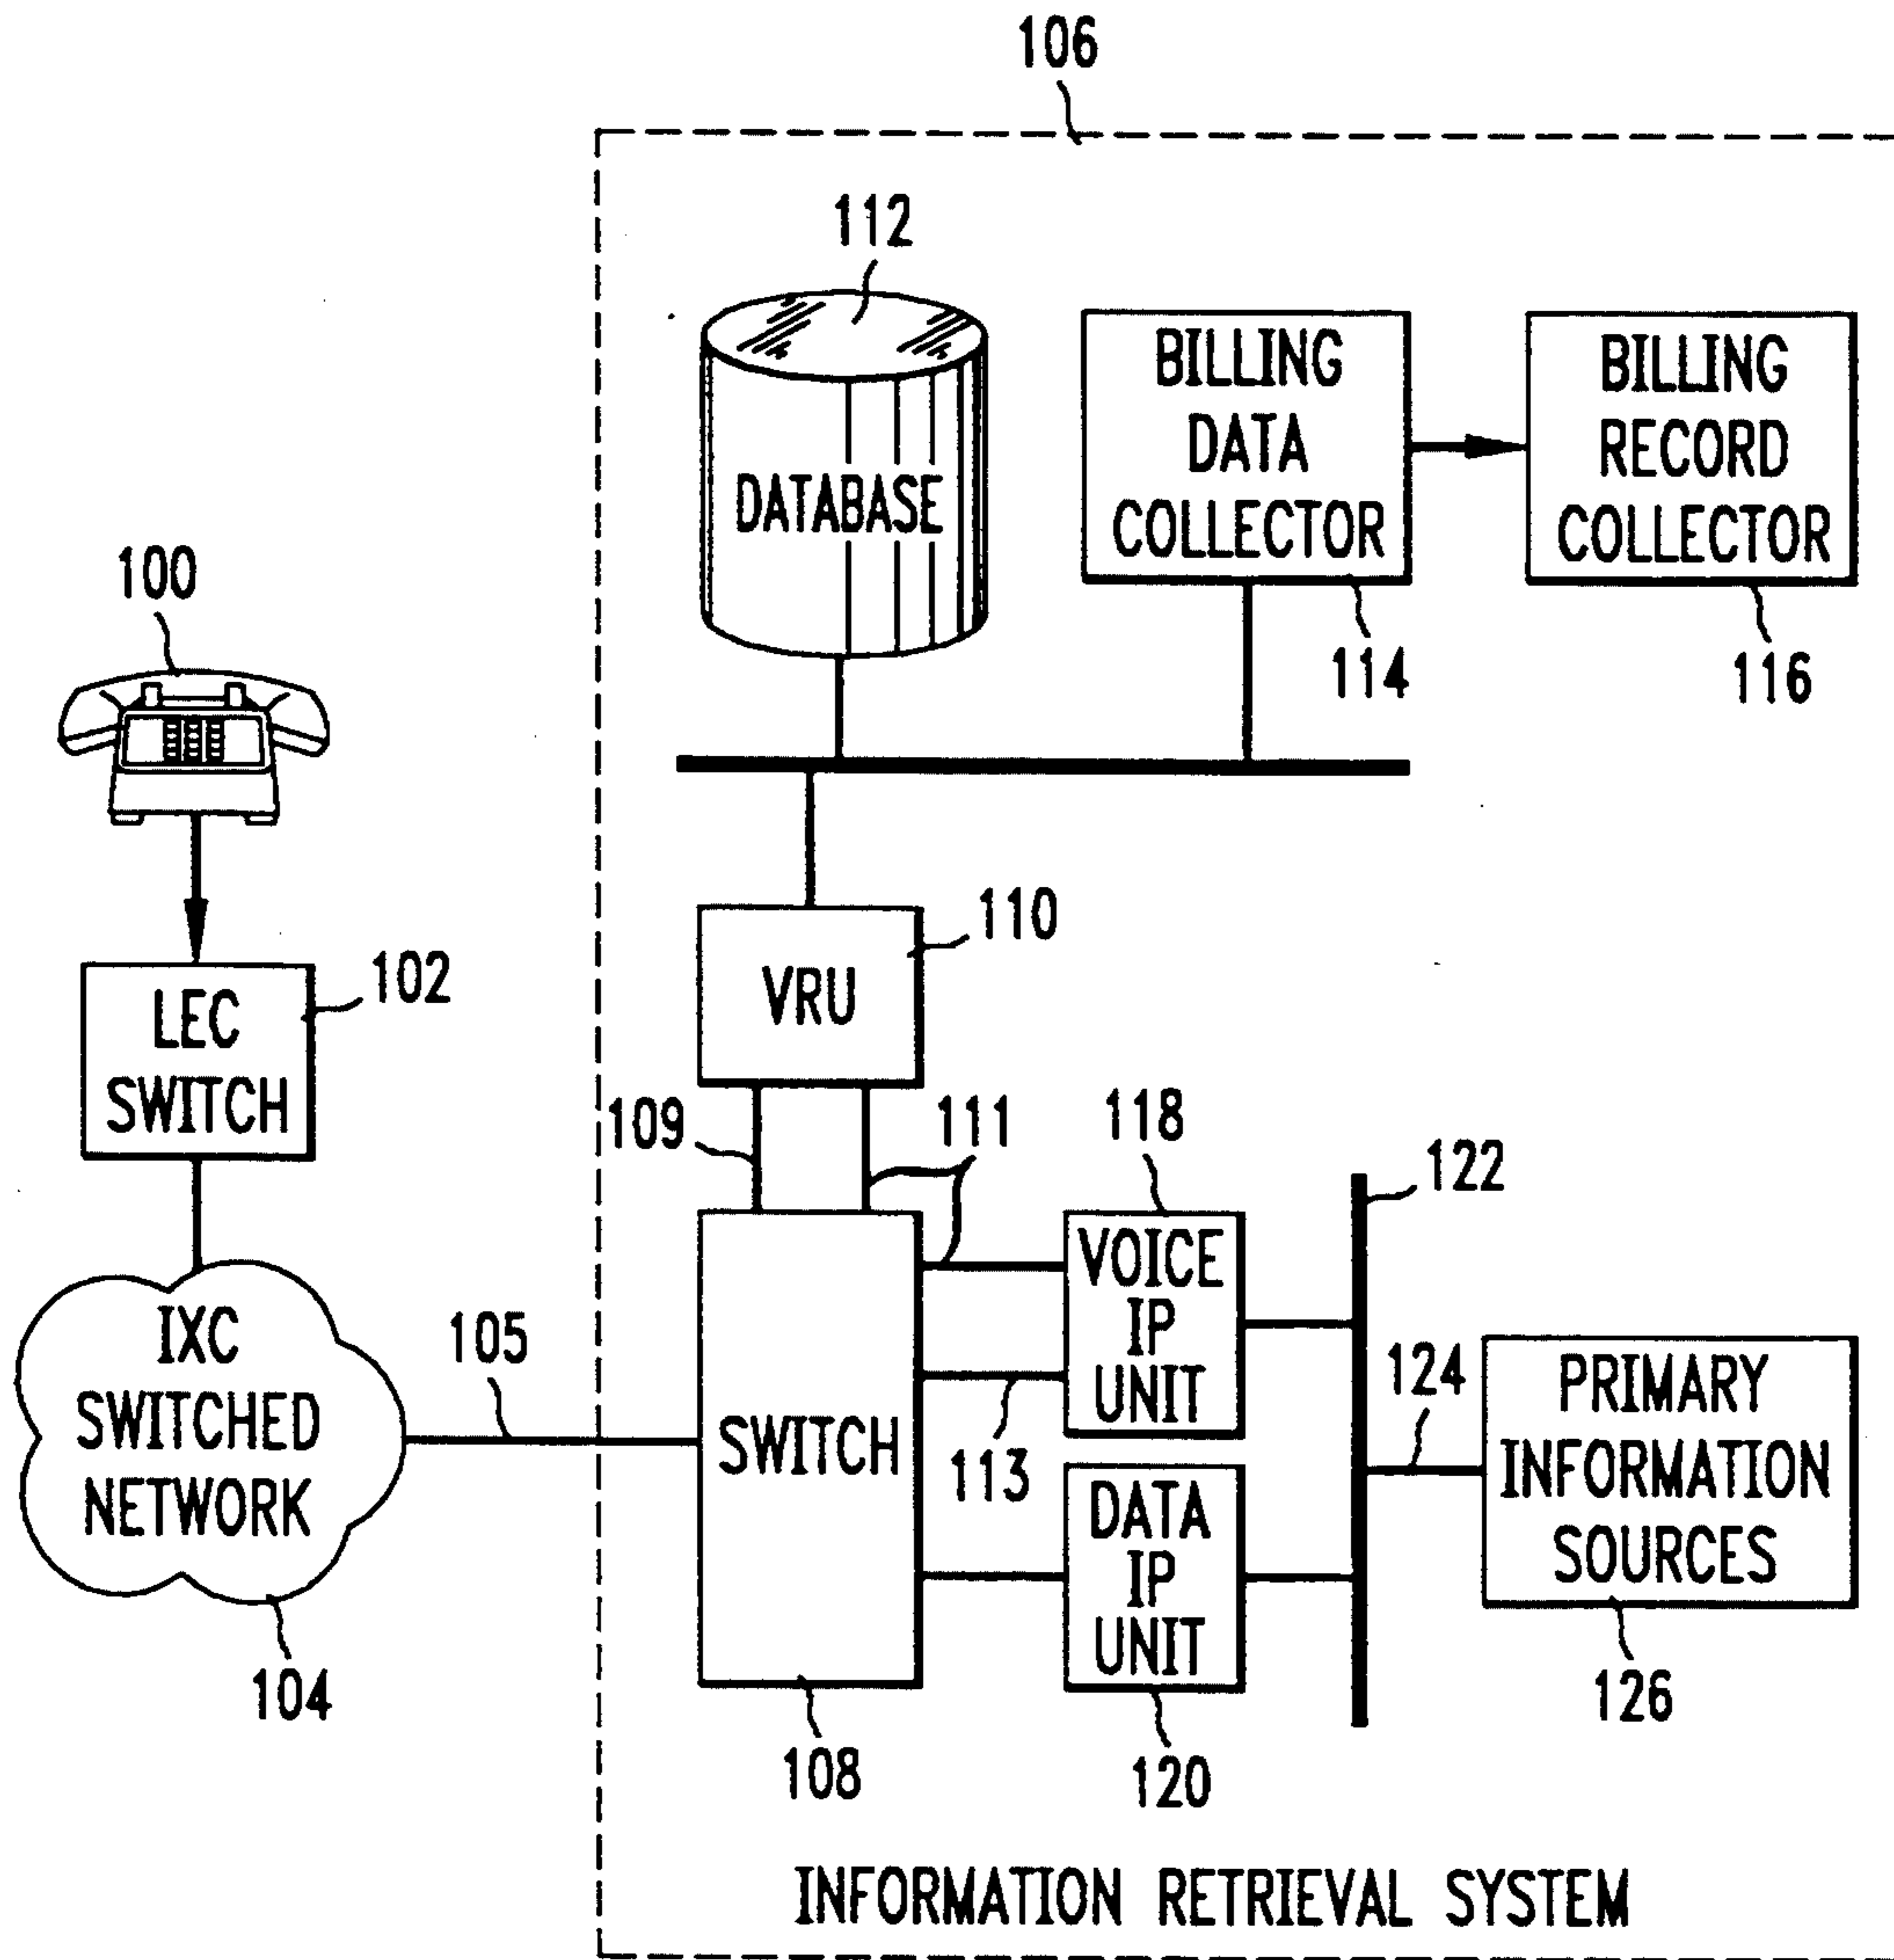 106
112
BILLING
DATA
COLLECTOR
BILLING
RECORD
COLLECTOR
DATABASE
100
114
116
110
VRU
102
LEC
SWITCH
109
111
118
122
VOICE
IP
UNIT
IXC
SWITCHED
NETWORK
105
SWITCH
113
124
PRIMARY
INFORMATION
SOURCES
DATA
IP
UNIT
104
108
120
126
INFORMATION RETRIEVAL SYSTEM